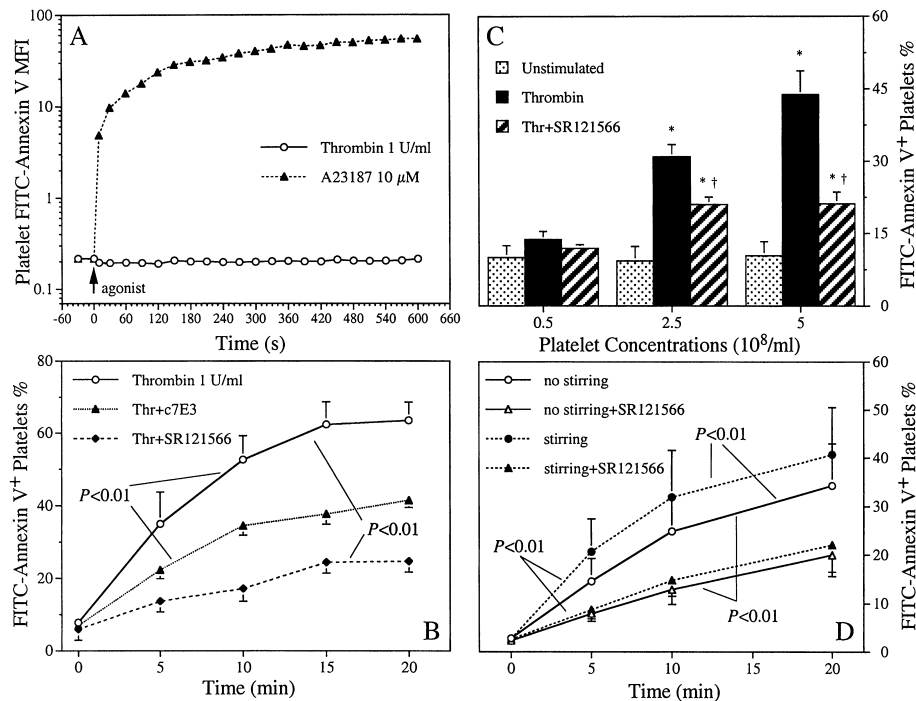 A
Platelet FITC-Annexin V MFI
100
10
1
0.1
Thrombin 1 U/ml
A23187 10 µM
agonist
-60 0 60 120 180 240 300 360 420 480 540 600 660
Time (s)
C
Unstimulated
Thrombin
Thr+SR121566
*
* †
*
* †
60
45
30
15
0
FITC-Annexin V⁺ Platelets %
0.5 2.5 5
Platelet Concentrations (10⁸/ml)
FITC-Annexin V⁺ Platelets %
80
60
40
20
0
Thrombin 1 U/ml
Thr+c7E3
Thr+SR121566
P<0.01
P<0.01
B
0 5 10 15 20
Time (min)
no stirring
no stirring+SR121566
stirring
stirring+SR121566
P<0.01
P<0.01
P<0.01
D
60
50
40
30
20
10
0
FITC-Annexin V⁺ Platelets %
0 5 10 20
Time (min)